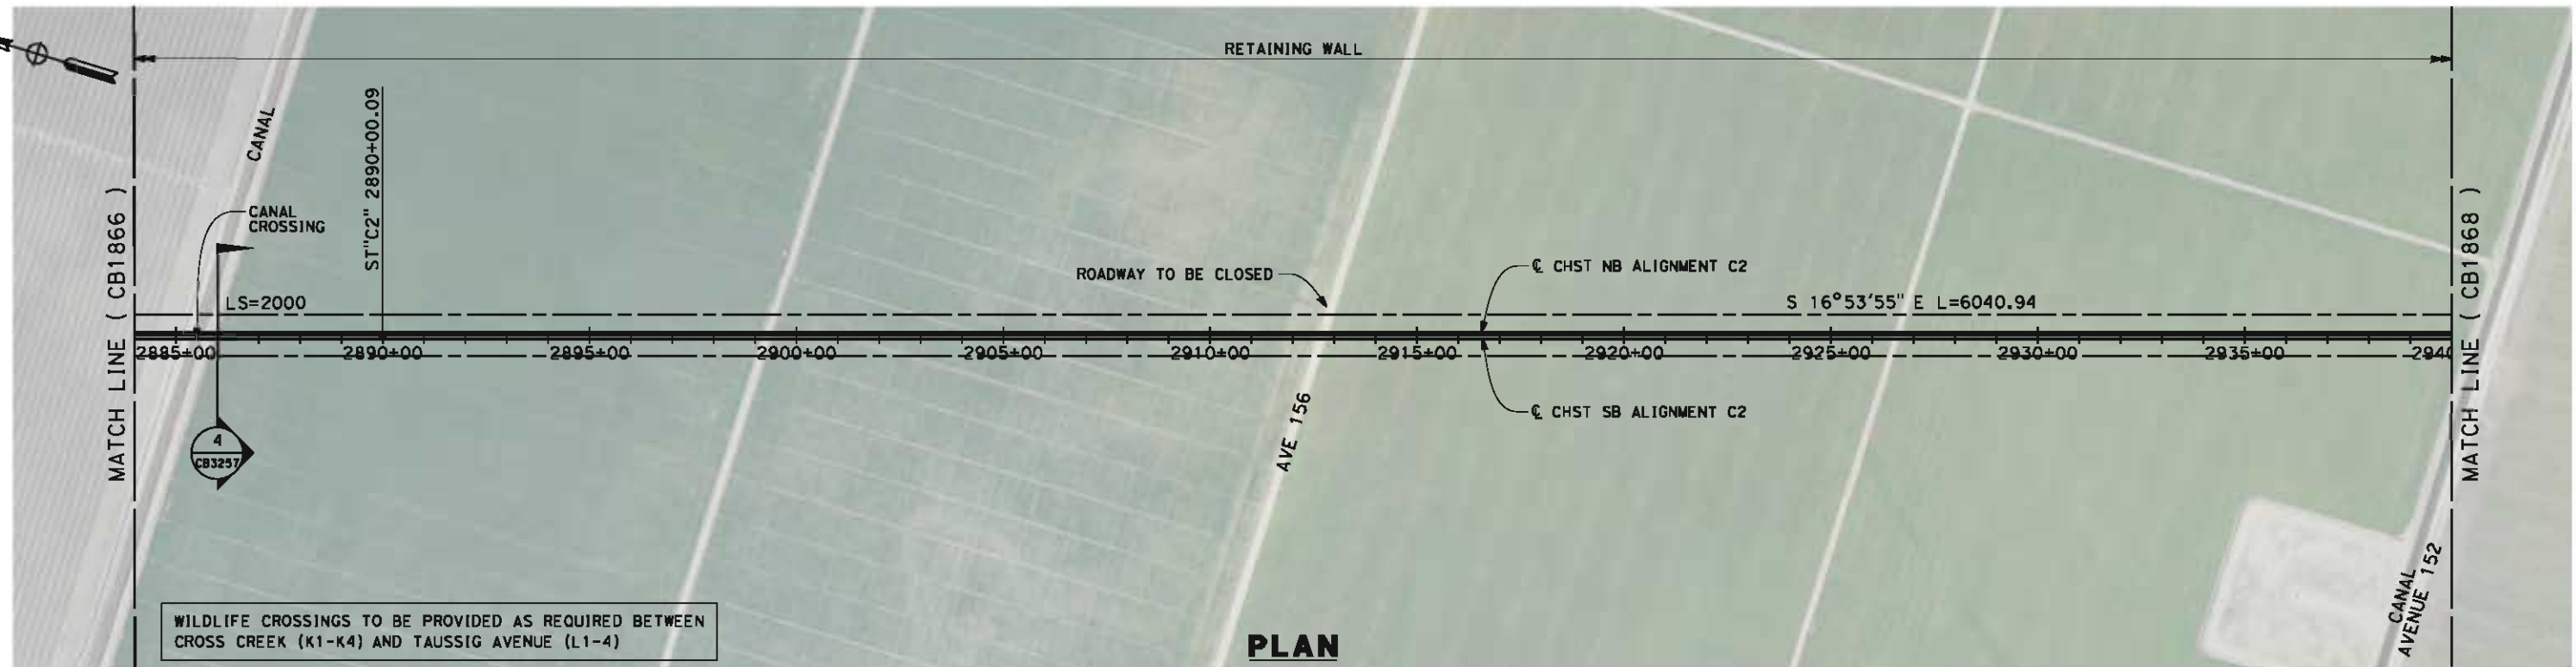 RETAINING WALL
CANAL
ST"C2" 2890+00.09
CANAL
CROSSING
MATCH LINE ( CB1866 )
MATCH LINE ( CB1868 )
ROADWAY TO BE CLOSED
℄ CHST NB ALIGNMENT C2
LS=2000
S 16°53'55" E L=6040.94
2885+00 2890+00 2895+00 2900+00 2905+00 2910+00 2915+00 2920+00 2925+00 2930+00 2935+00 2940
℄ CHST SB ALIGNMENT C2
AVE 156
4
CB3257
CANAL
AVENUE 152
WILDLIFE CROSSINGS TO BE PROVIDED AS REQUIRED BETWEEN
CROSS CREEK (K1-K4) AND TAUSSIG AVENUE (L1-4)
PLAN